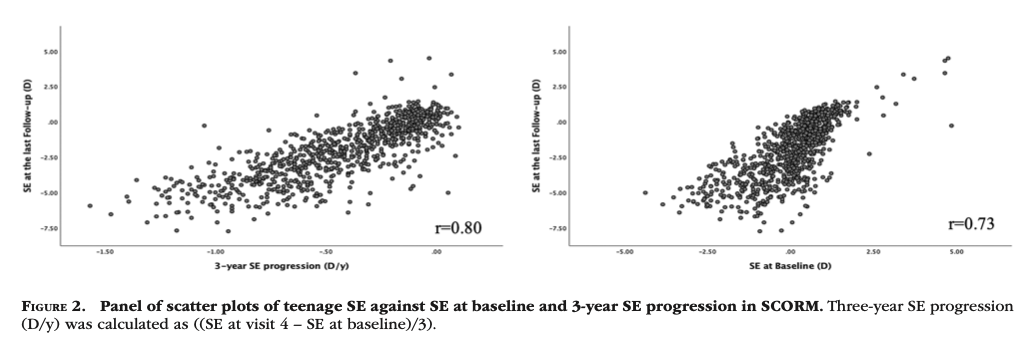 5.00
2.50
.00
-2.50
-5.00
-7.50
SE at the last Follow-up (D)
-1.50
-1.00
-.50
.00
3-year SE progression (D/y)
r=0.80
5.00
2.50
.00
-2.50
-5.00
-7.50
SE at the last Follow-up (D)
-5.00
-2.50
.00
2.50
5.00
SE at Baseline (D)
r=0.73
FIGURE 2. Panel of scatter plots of teenage SE against SE at baseline and 3-year SE progression in SCORM. Three-year SE progression
(D/y) was calculated as ((SE at visit 4 – SE at baseline)/3).